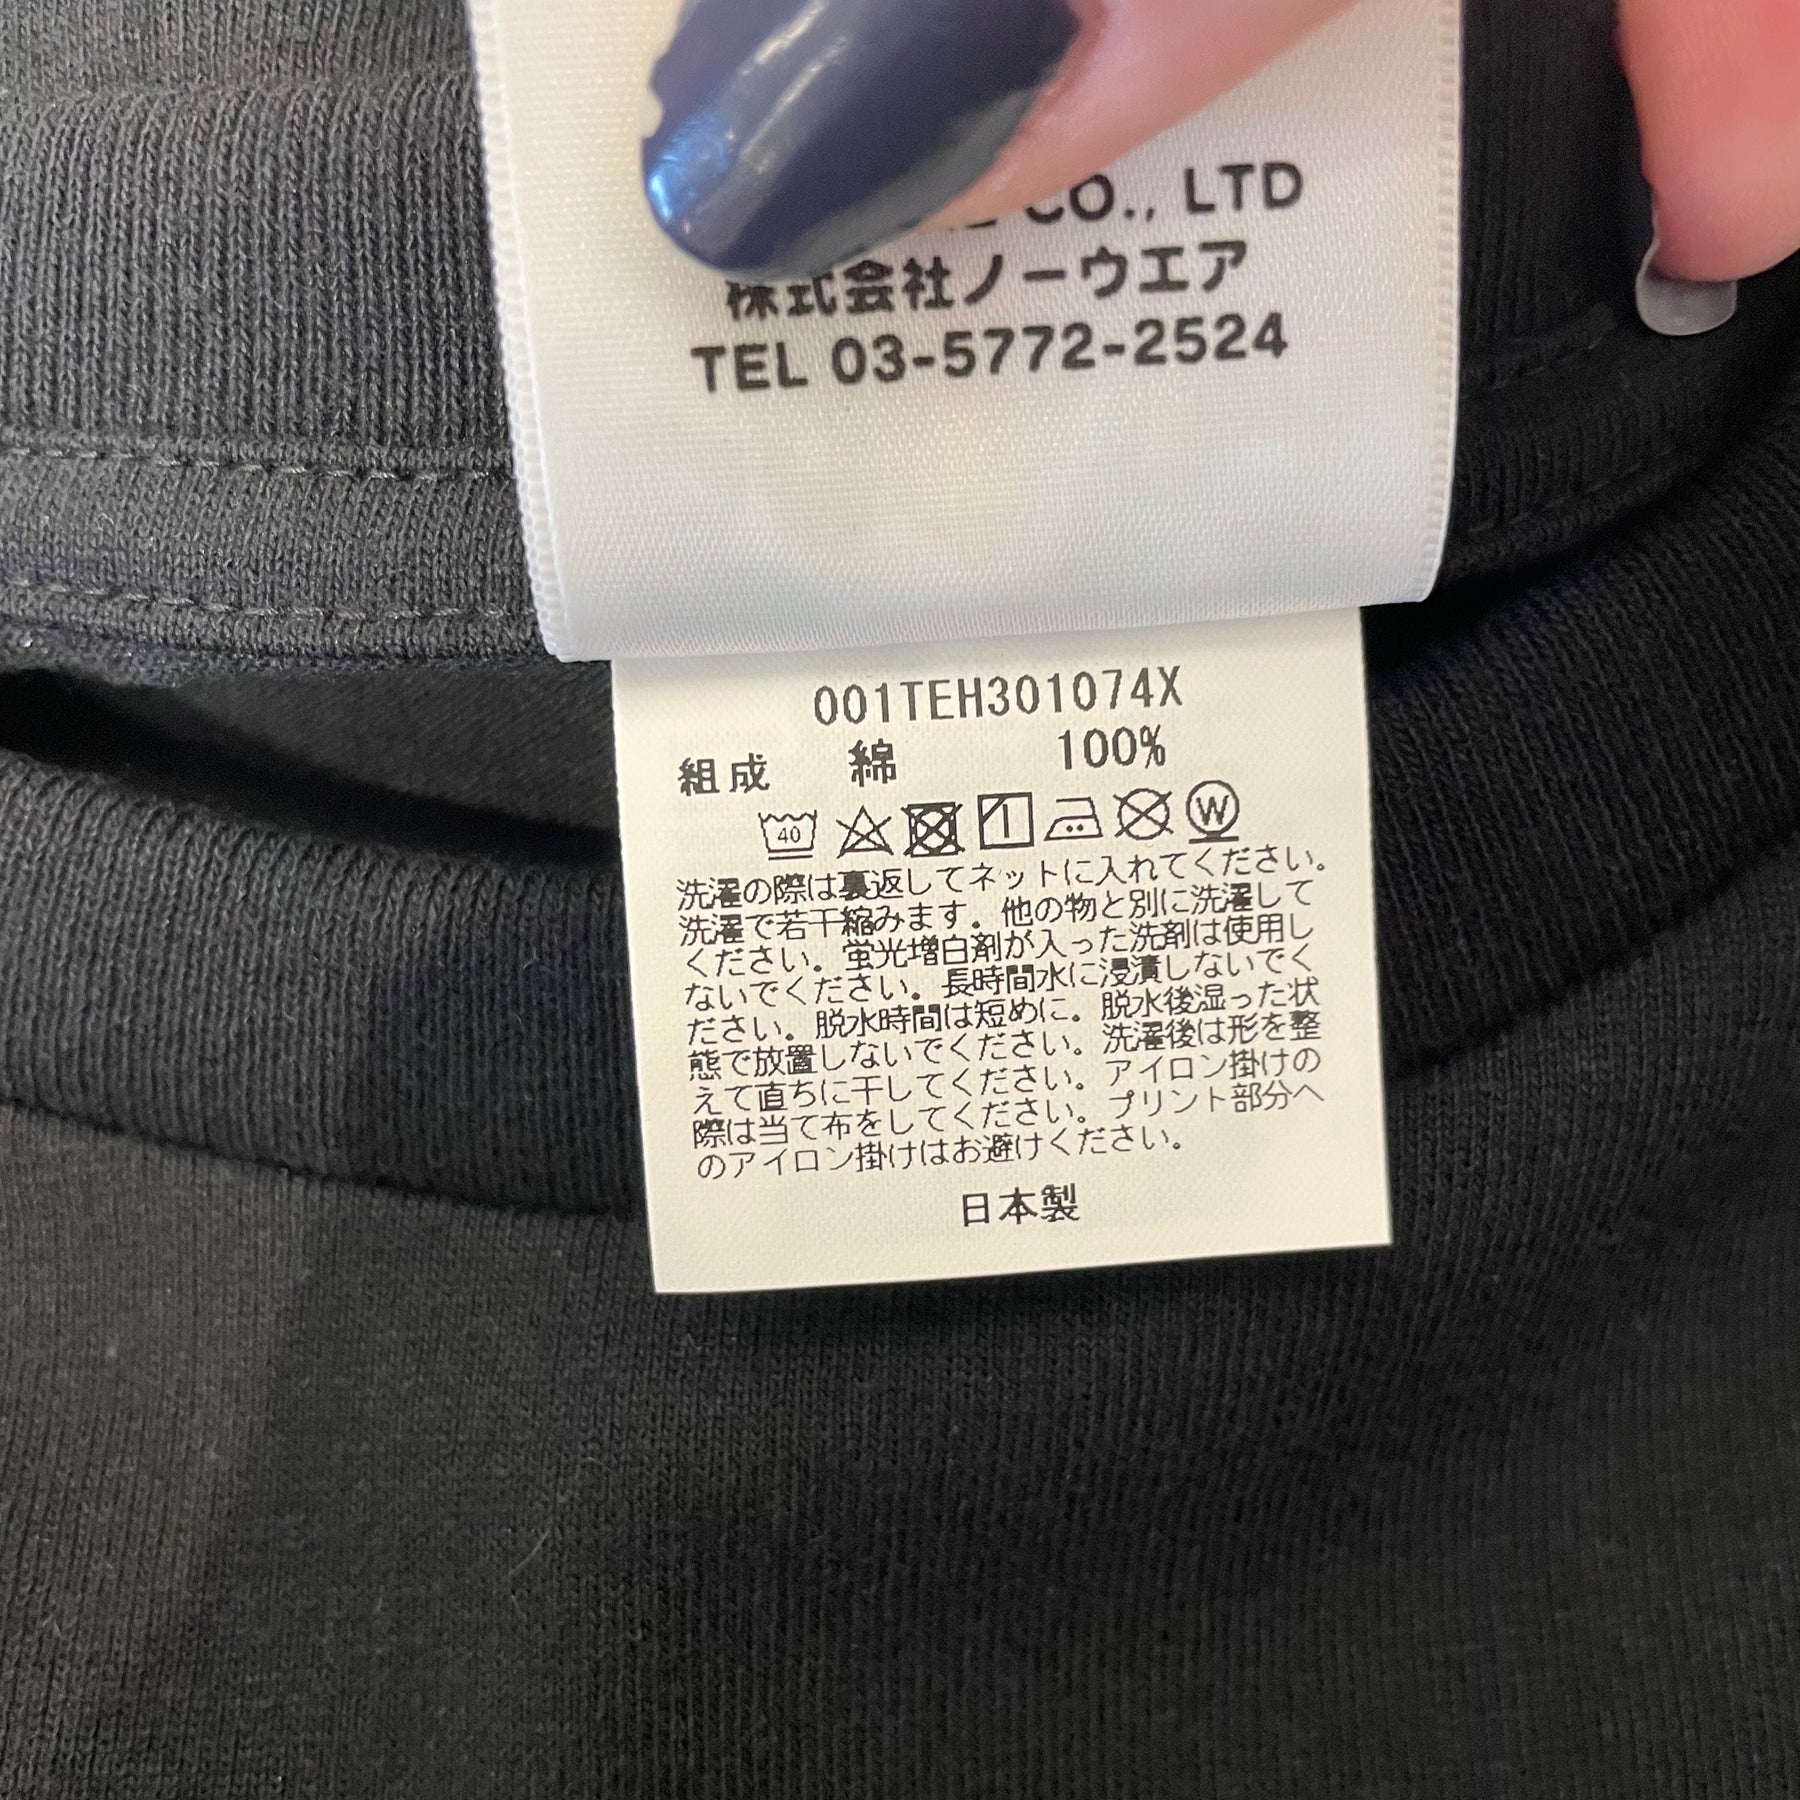 CO., LTD
株式会社ノーウエア
TEL 03-5772-2524
001TEH301074X
組成 綿 100%
40 W
洗濯の際は裏返してネットに入れてください。
洗濯で若干縮みます。他の物と別に洗濯して
ください。蛍光増白剤が入った洗剤は使用し
ないでください。長時間水に浸漬しないでく
ださい。脱水時間は短めに。脱水後湿った状
態で放置しないでください。洗濯後は形を整
えて直ちに干してください。アイロン掛けの
際は当て布をしてください。プリント部分へ
のアイロン掛けはお避けください。
日本製